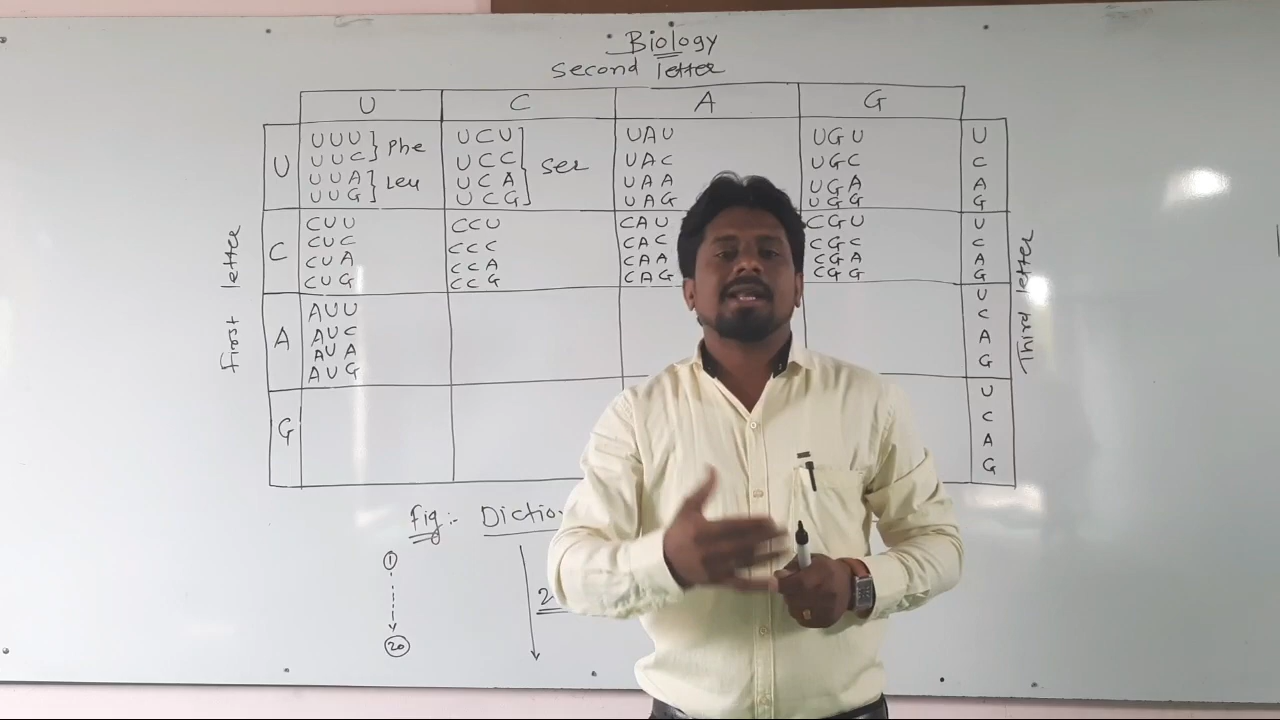 Biology
Second letter
U C A G
U
UUU UUC } Phe
UUA UUG } Leu
UCU UCC UCA UCG } Ser
UAU UAC UAA UAG
UGU UGC UGA UGG
U C A G
C
CUU CUC CUA CUG
CCU CCC CCA CCG
CAU CAC CAA CAG
CGU CGC CGA CGG
U C A G
A
AUU AUC AUA AUG
U C A G
G
U C A G
First letter
Third letter
Fig:- Dictio
1
20
2